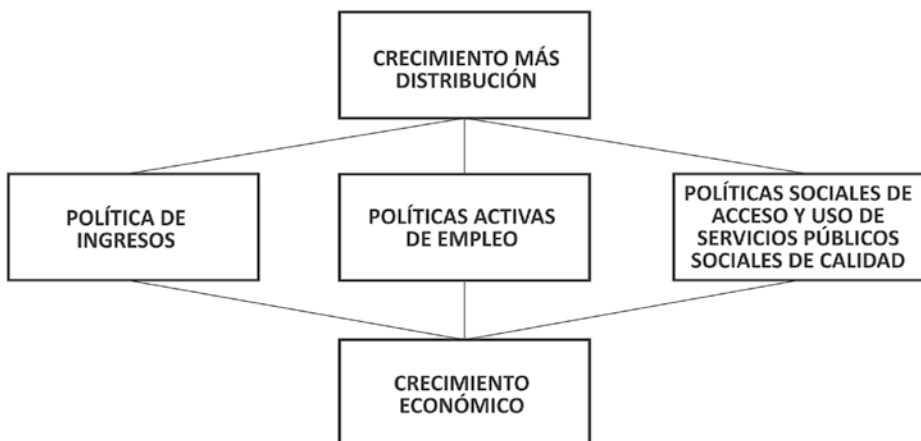 CRECIMIENTO MÁS
DISTRIBUCIÓN
POLÍTICA DE
INGRESOS
POLÍTICAS ACTIVAS
DE EMPLEO
POLÍTICAS SOCIALES DE
ACCESO Y USO DE
SERVICIOS PÚBLICOS
SOCIALES DE CALIDAD
CRECIMIENTO
ECONÓMICO